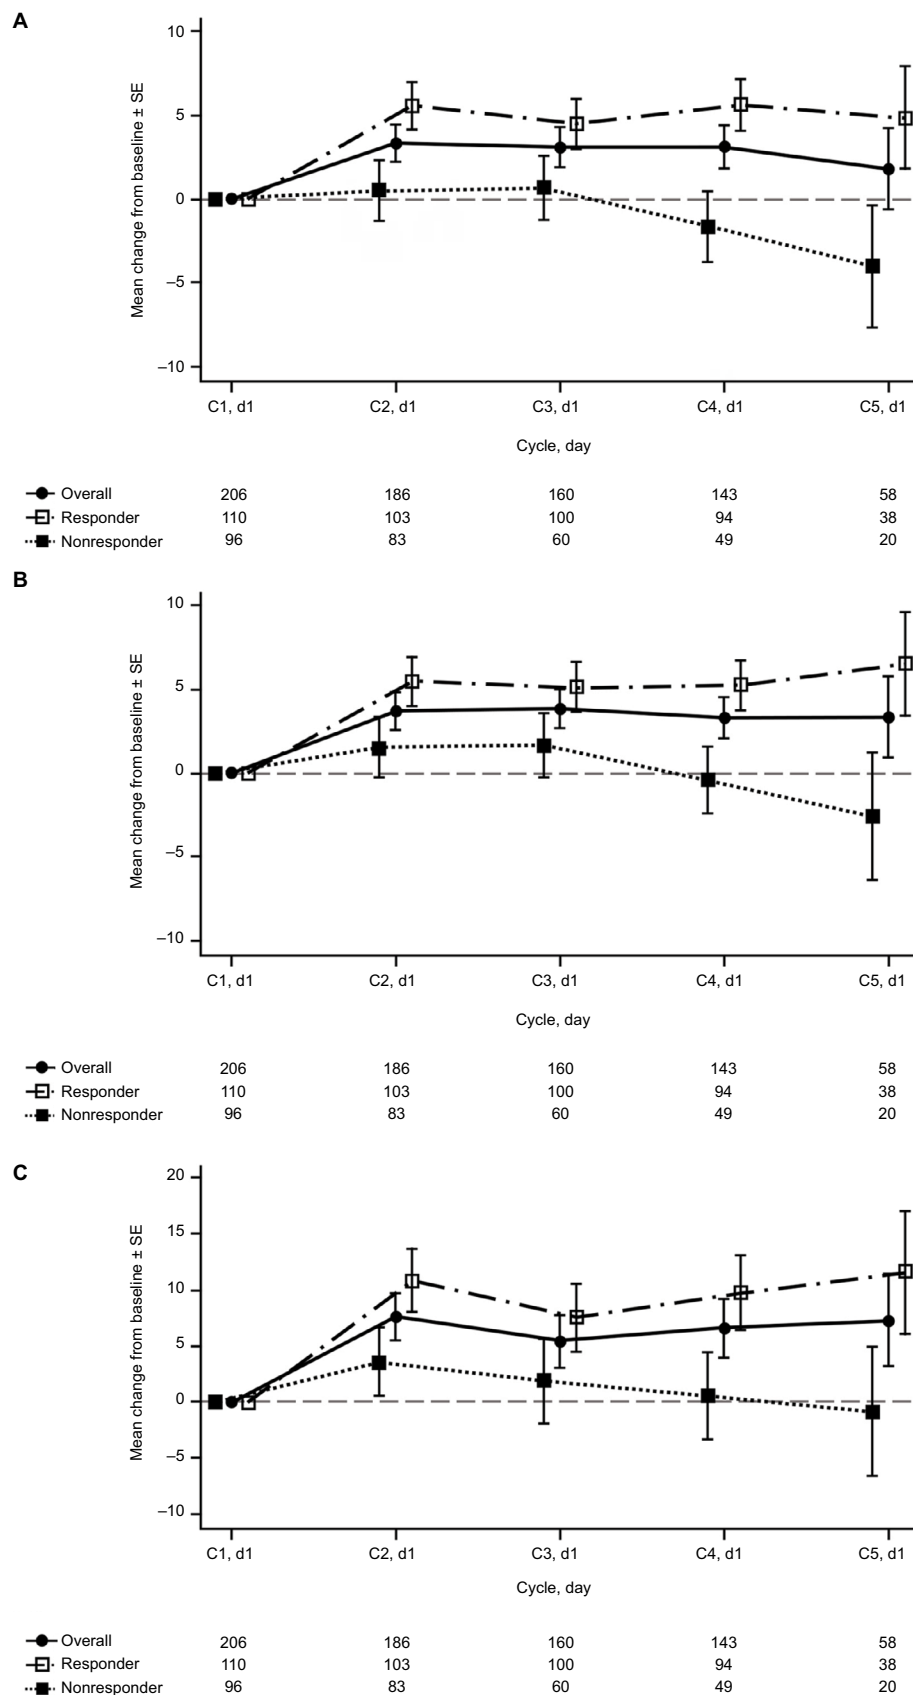 A
10
5
0
–5
–10
Mean change from baseline ± SE
C1, d1 C2, d1 C3, d1 C4, d1 C5, d1
Cycle, day
Overall 206 186 160 143 58
Responder 110 103 100 94 38
Nonresponder 96 83 60 49 20
B
10
5
0
–5
–10
Mean change from baseline ± SE
C1, d1 C2, d1 C3, d1 C4, d1 C5, d1
Cycle, day
Overall 206 186 160 143 58
Responder 110 103 100 94 38
Nonresponder 96 83 60 49 20
C
20
15
10
5
0
–5
–10
Mean change from baseline ± SE
C1, d1 C2, d1 C3, d1 C4, d1 C5, d1
Cycle, day
Overall 206 186 160 143 58
Responder 110 103 100 94 38
Nonresponder 96 83 60 49 20